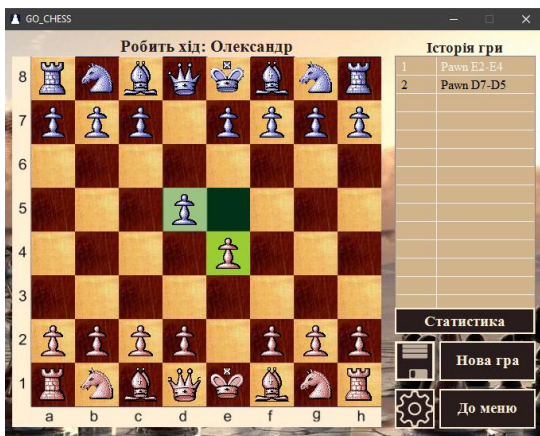 GO_CHESS
Робить хід: Олександр
Історія гри
1 Pawn E2-E4
2 Pawn D7-D5
8
7
6
5
4
3
2
1
a b c d e f g h
Статистика
Нова гра
До меню